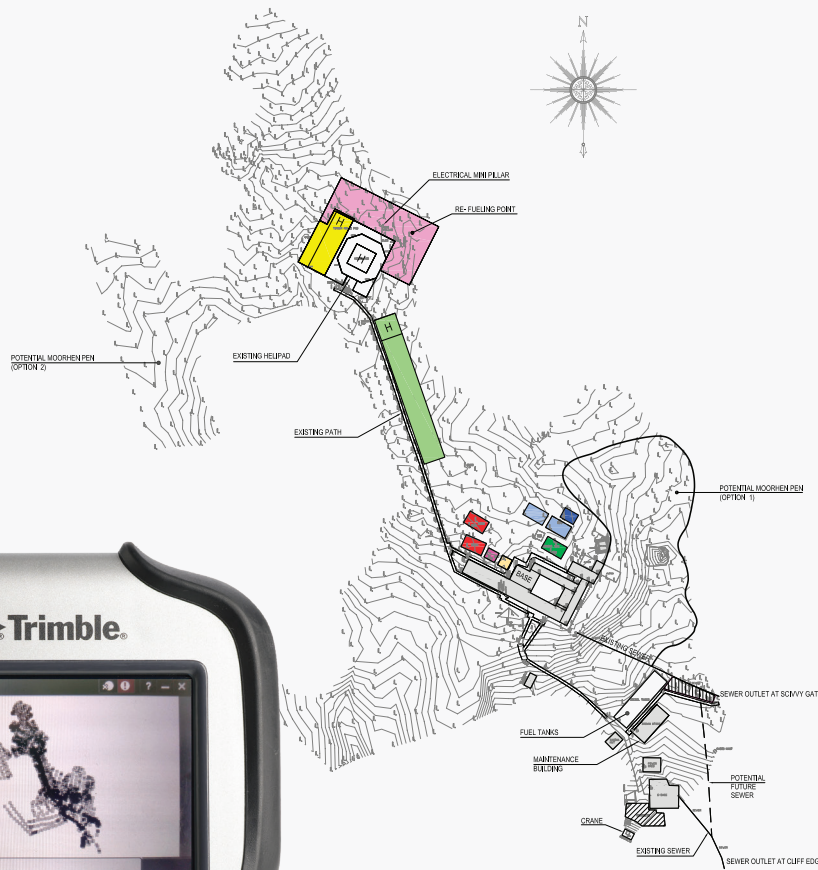 N
ELECTRICAL MINI PILLAR
RE- FUELING POINT
H
H
POTENTIAL MOORHEN PEN
(OPTION 2)
EXISTING HELIPAD
H
EXISTING PATH
POTENTIAL MOORHEN PEN
(OPTION 1)
BASE
EXISTING SEWER
SEWER OUTLET AT SCIVVY GAT
FUEL TANKS
MAINTENANCE
BUILDING
POTENTIAL
FUTURE
SEWER
CRANE
EXISTING SEWER
SEWER OUTLET AT CLIFF EDG
Trimble®